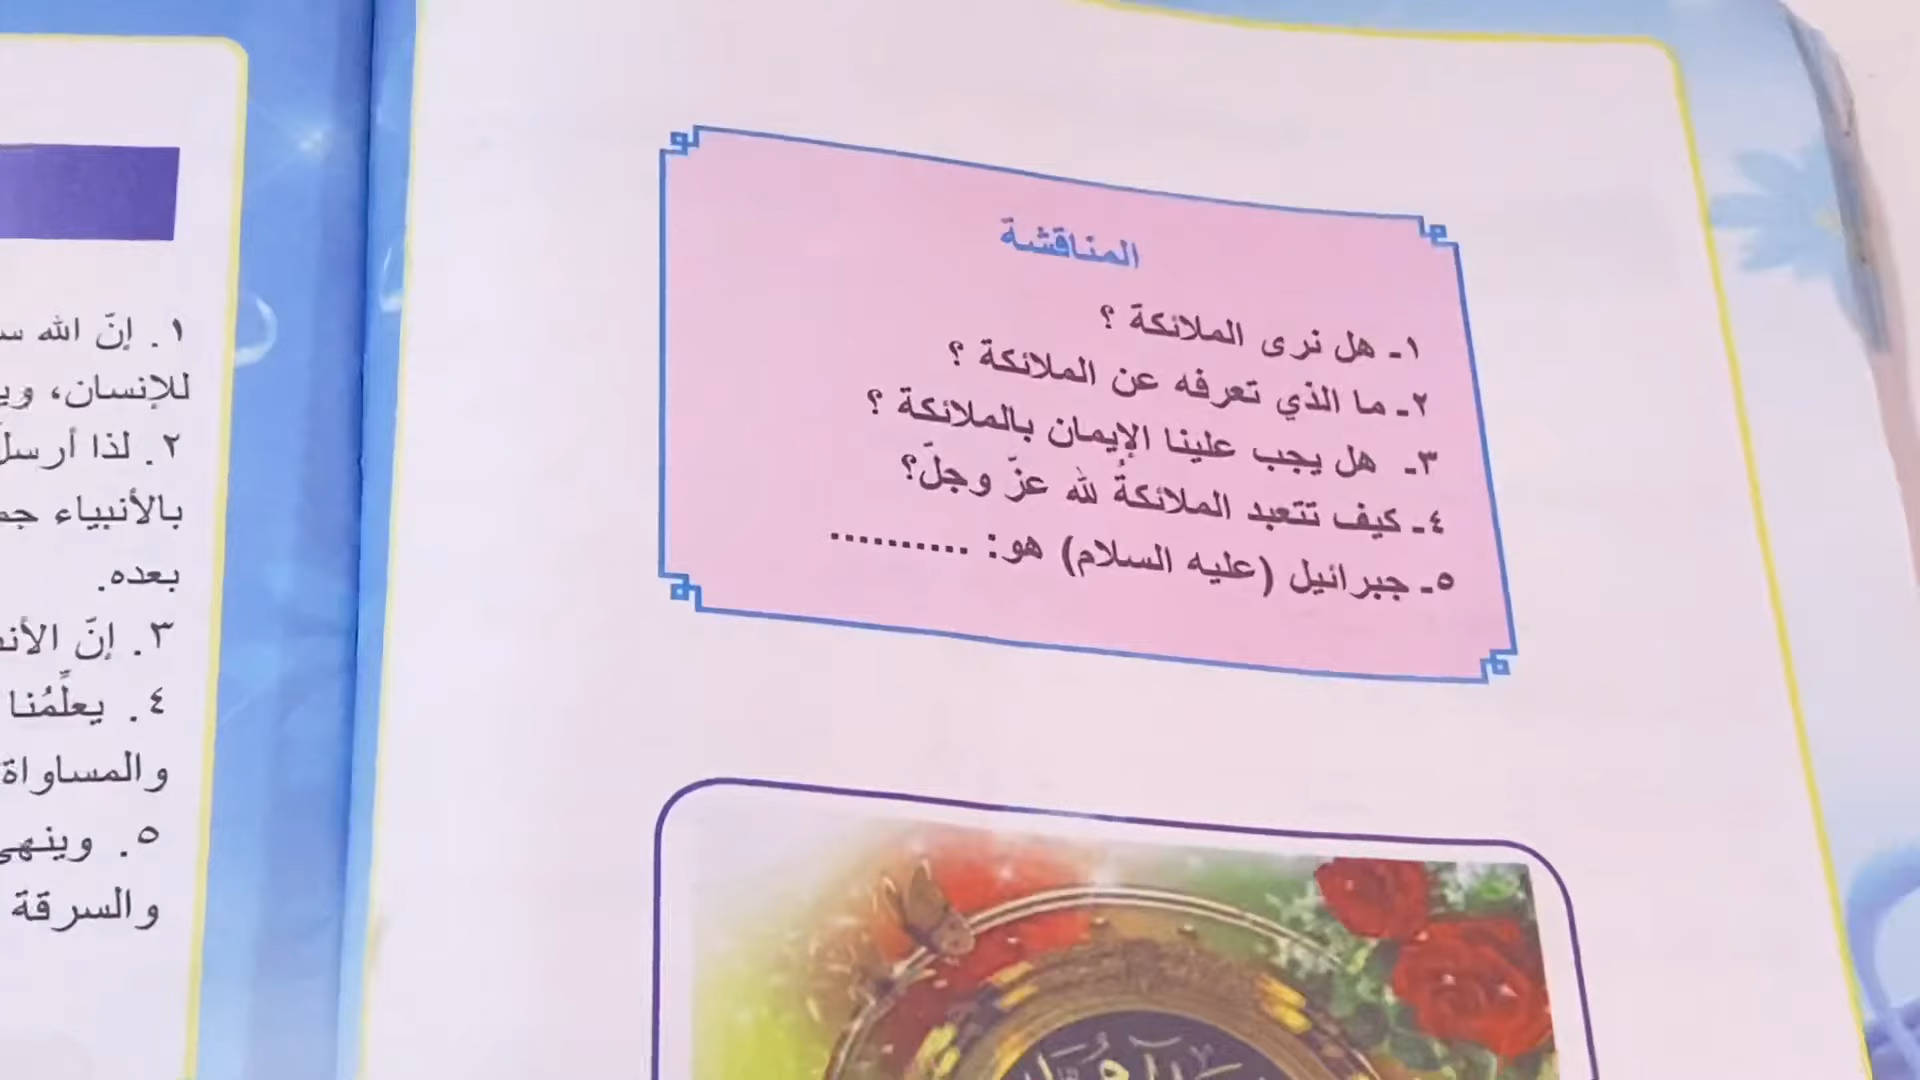 المناقشة
١ـ هل نرى الملائكة ؟
٢ـ ما الذي تعرفه عن الملائكة ؟
٣ـ هل يجب علينا الإيمان بالملائكة ؟
٤ـ كيف تتعبد الملائكةُ لله عزّ وجلّ؟
٥ـ جبرائيل (عليه السلام) هو: ..........
١. إنّ الله
للإنسان،
٢. لذا أرسل
بالأنبياء
بعده.
٣. إنّ
٤. يعلِّمُنا
والمساواة
٥. وينهى
والسرقة